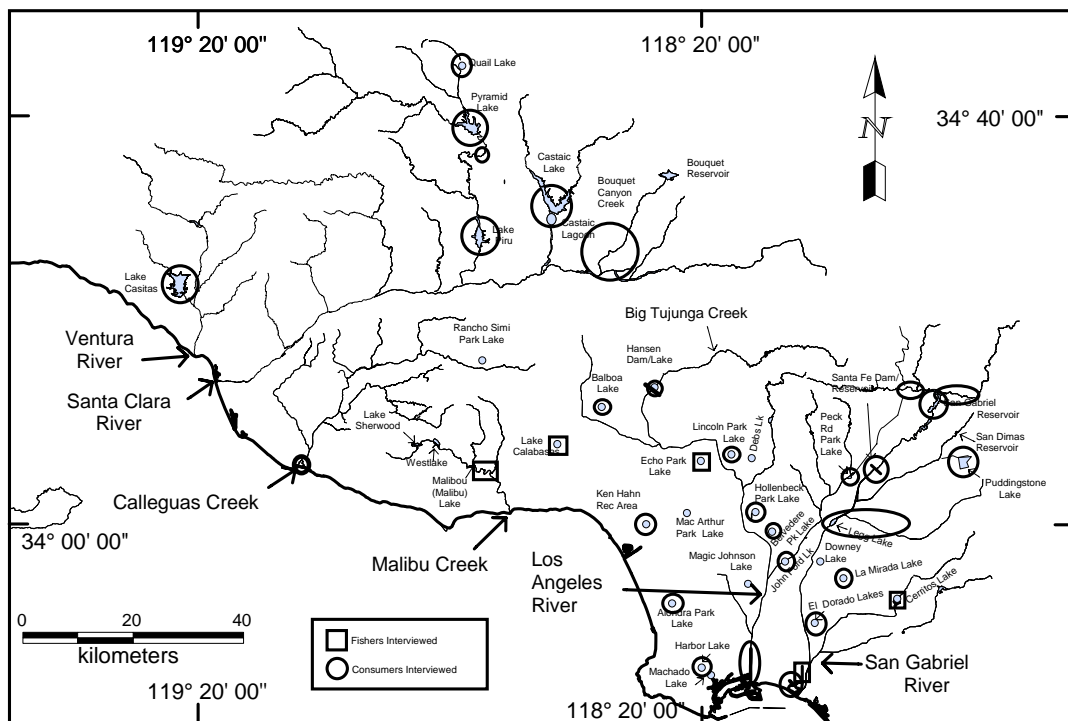 119° 20' 00"
118° 20' 00"
Quail Lake
Pyramid
Lake
34° 40' 00"
N
Castaic
Lake
Bouquet
Reservoir
Bouquet
Canyon
Creek
Castaic
Lagoon
Lake
Piru
Lake
Casitas
Big Tujunga Creek
Rancho Simi
Park Lake
Hansen
Dam/Lake
Ventura
River
Santa Fe Dam/
Reservoir
Balboa
Lake
San Gabriel
Reservoir
Santa Clara
River
Lake
Sherwood
Peck
Rd
Park
Lake
Lincoln Park
Lake
Debs Lk
San Dimas
Reservoir
Lake
Calabasas
Westlake
Echo Park
Lake
Malibou
(Malibu)
Lake
Puddingstone
Lake
Calleguas Creek
Hollenbeck
Park Lake
Ken Hahn
Rec Area
Mac Arthur
Park Lake
Belvedere
Pk Lake
Legg Lake
34° 00' 00"
Malibu Creek
Los
Angeles
River
Magic Johnson
Lake
John Ford Lk
Downey
Lake
La Mirada Lake
El Dorado Lakes
Cerritos Lake
Alondra Park
Lake
0 20 40
kilometers
Fishers Interviewed
Consumers Interviewed
Harbor Lake
Machado
Lake
San Gabriel
River
119° 20' 00"
118° 20' 00"